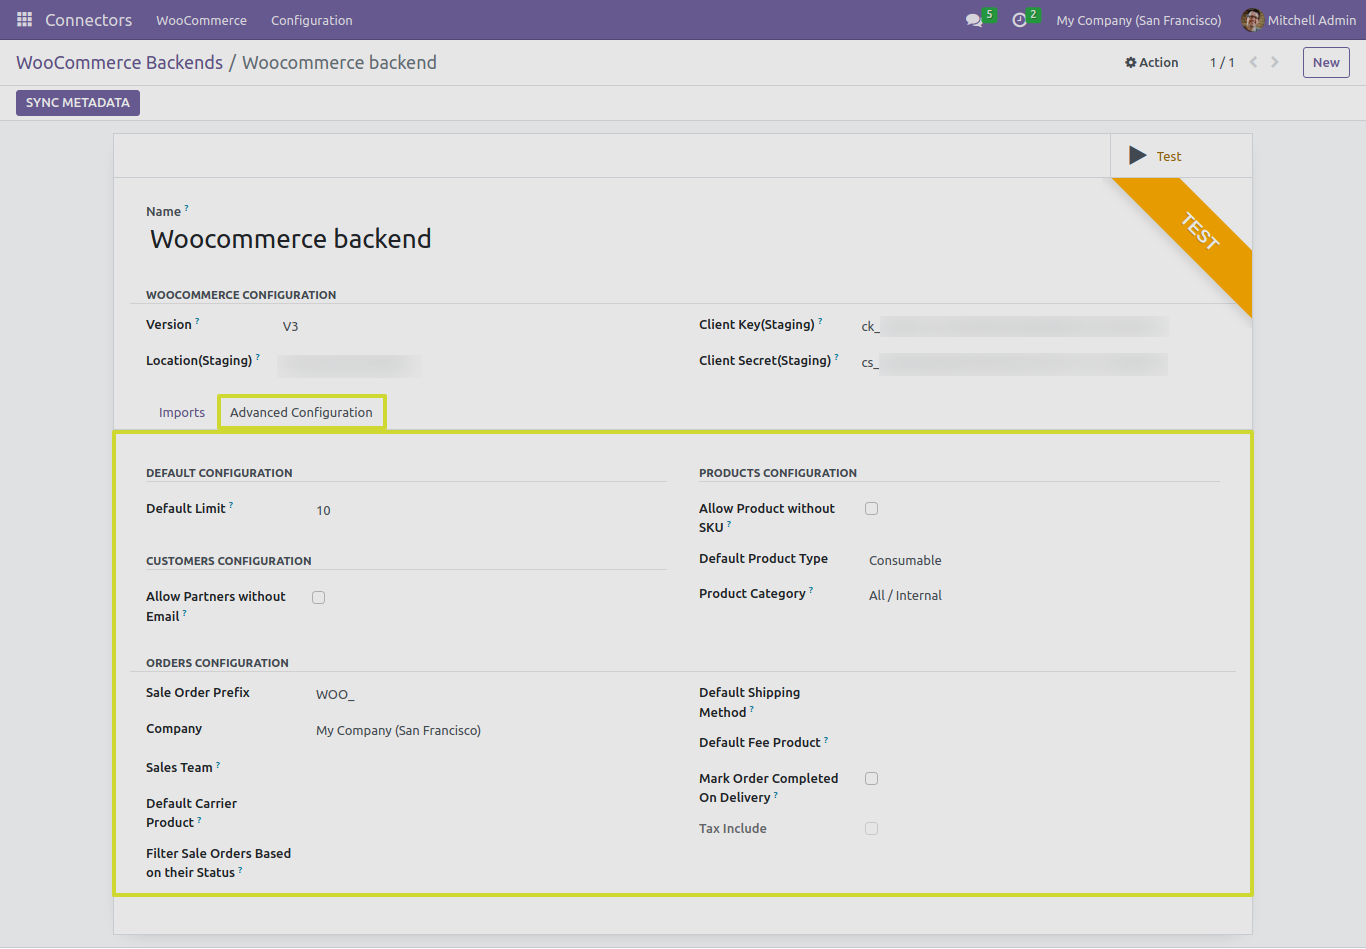 Connectors WooCommerce Configuration 5 2 My Company (San Francisco) Mitchell Admin
WooCommerce Backends / Woocommerce backend Action 1 / 1 New
SYNC METADATA
Test
TEST
Name ?
Woocommerce backend
WOOCOMMERCE CONFIGURATION
Version ? V3
Client Key(Staging) ? ck_
Location(Staging) ?
Client Secret(Staging) ? cs_
Imports Advanced Configuration
DEFAULT CONFIGURATION
Default Limit ? 10
CUSTOMERS CONFIGURATION
Allow Partners without
Email ?
PRODUCTS CONFIGURATION
Allow Product without
SKU ?
Default Product Type Consumable
Product Category ? All / Internal
ORDERS CONFIGURATION
Sale Order Prefix WOO_
Company My Company (San Francisco)
Sales Team ?
Default Carrier
Product ?
Filter Sale Orders Based
on their Status ?
Default Shipping
Method ?
Default Fee Product ?
Mark Order Completed
On Delivery ?
Tax Include